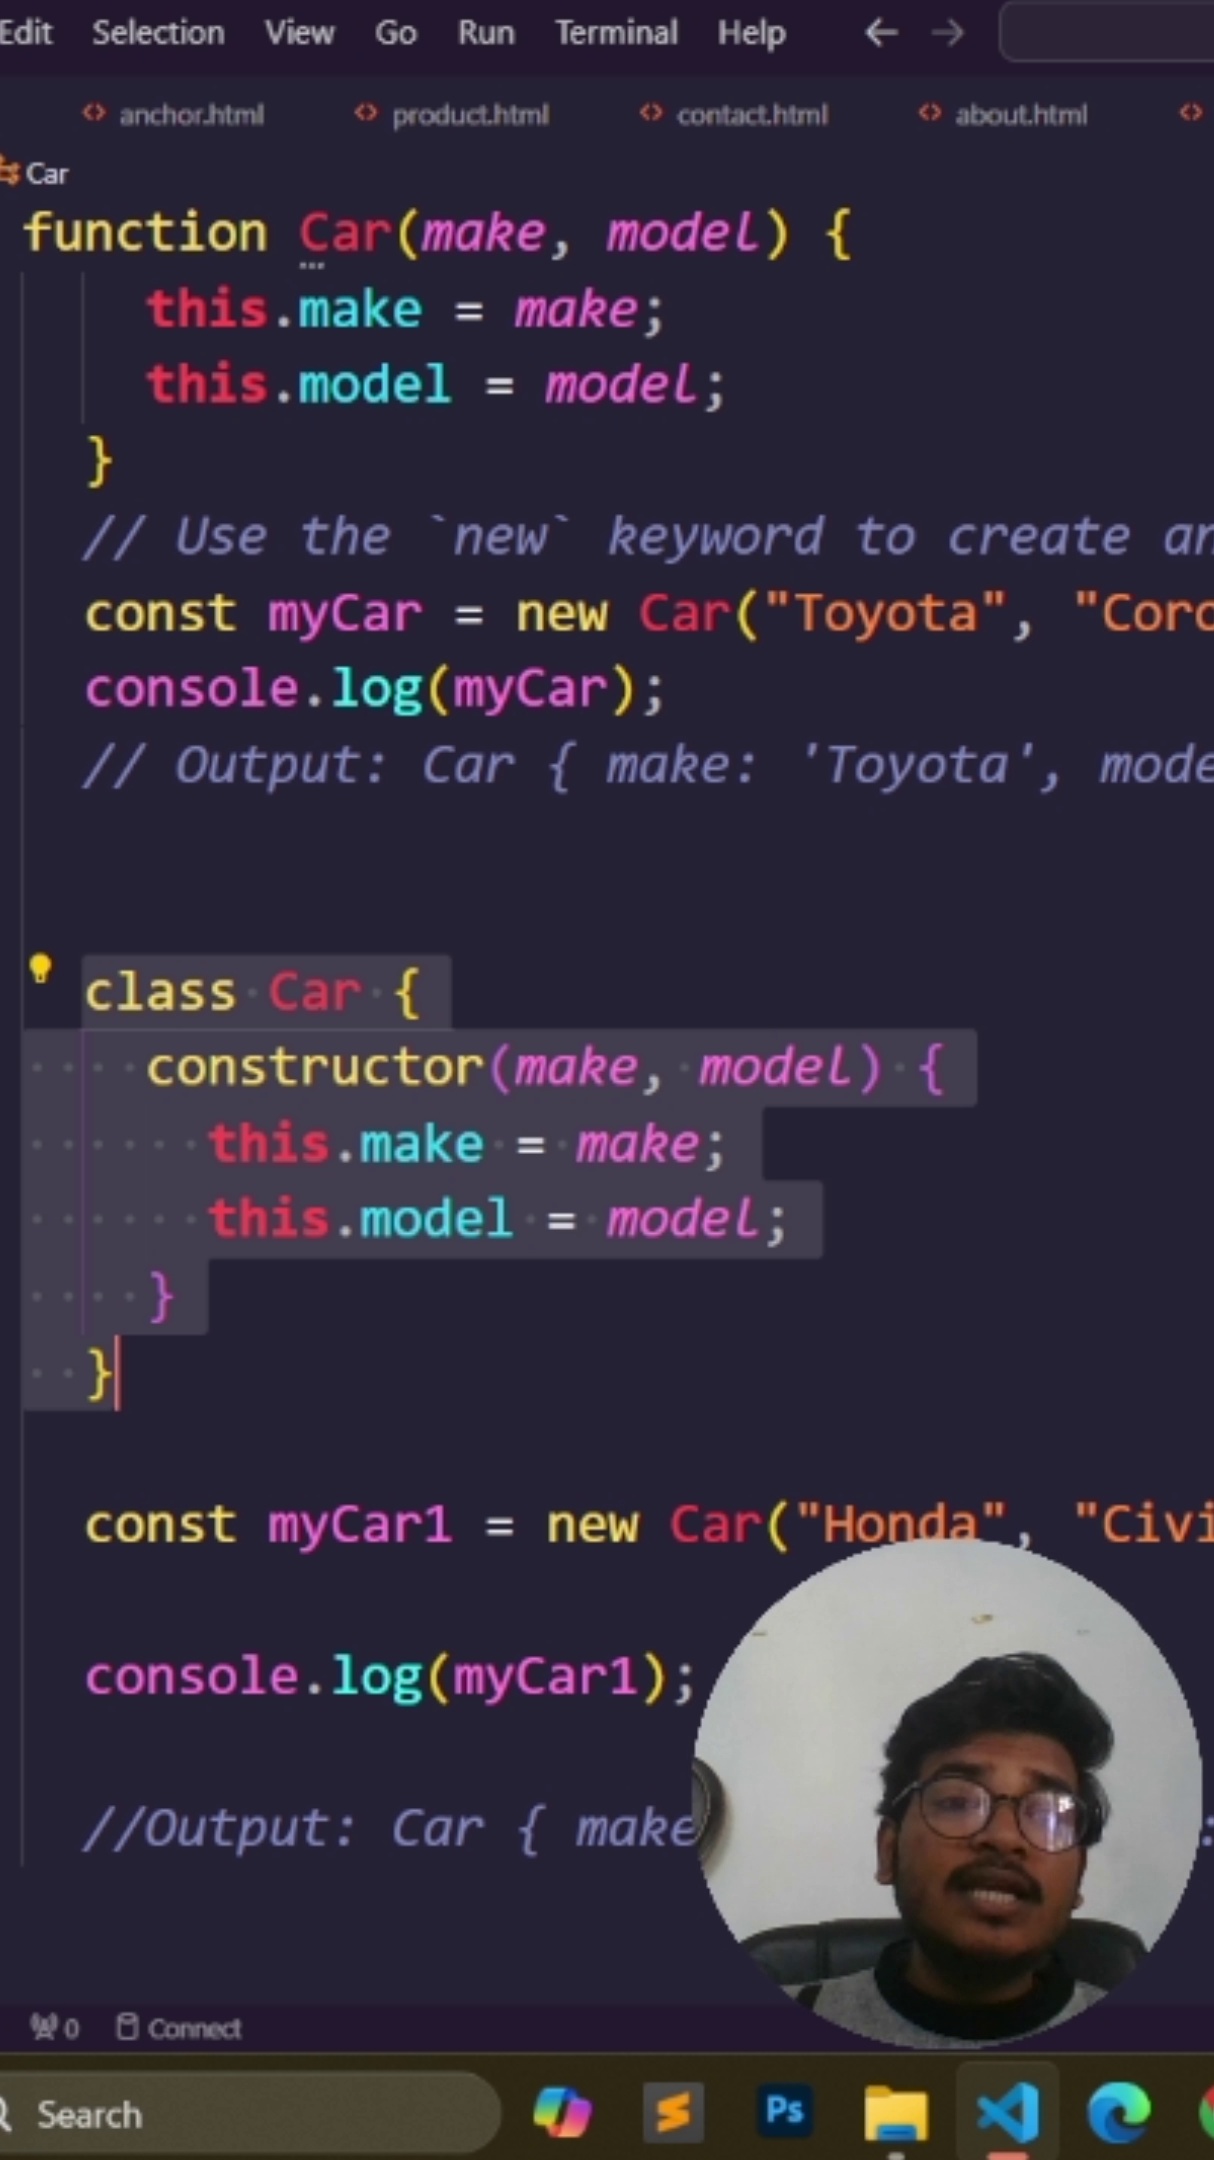 Edit Selection View Go Run Terminal Help
anchor.html product.html contact.html about.html
Car
function Car(make, model) {
this.make = make;
this.model = model;
}
// Use the `new` keyword to create an
const myCar = new Car("Toyota", "Coro
console.log(myCar);
// Output: Car { make: 'Toyota', mode
class Car {
constructor(make, model) {
this.make = make;
this.model = model;
}
}
const myCar1 = new Car("Honda", "Civi
console.log(myCar1);
//Output: Car { make :
0 Connect
Search Ps